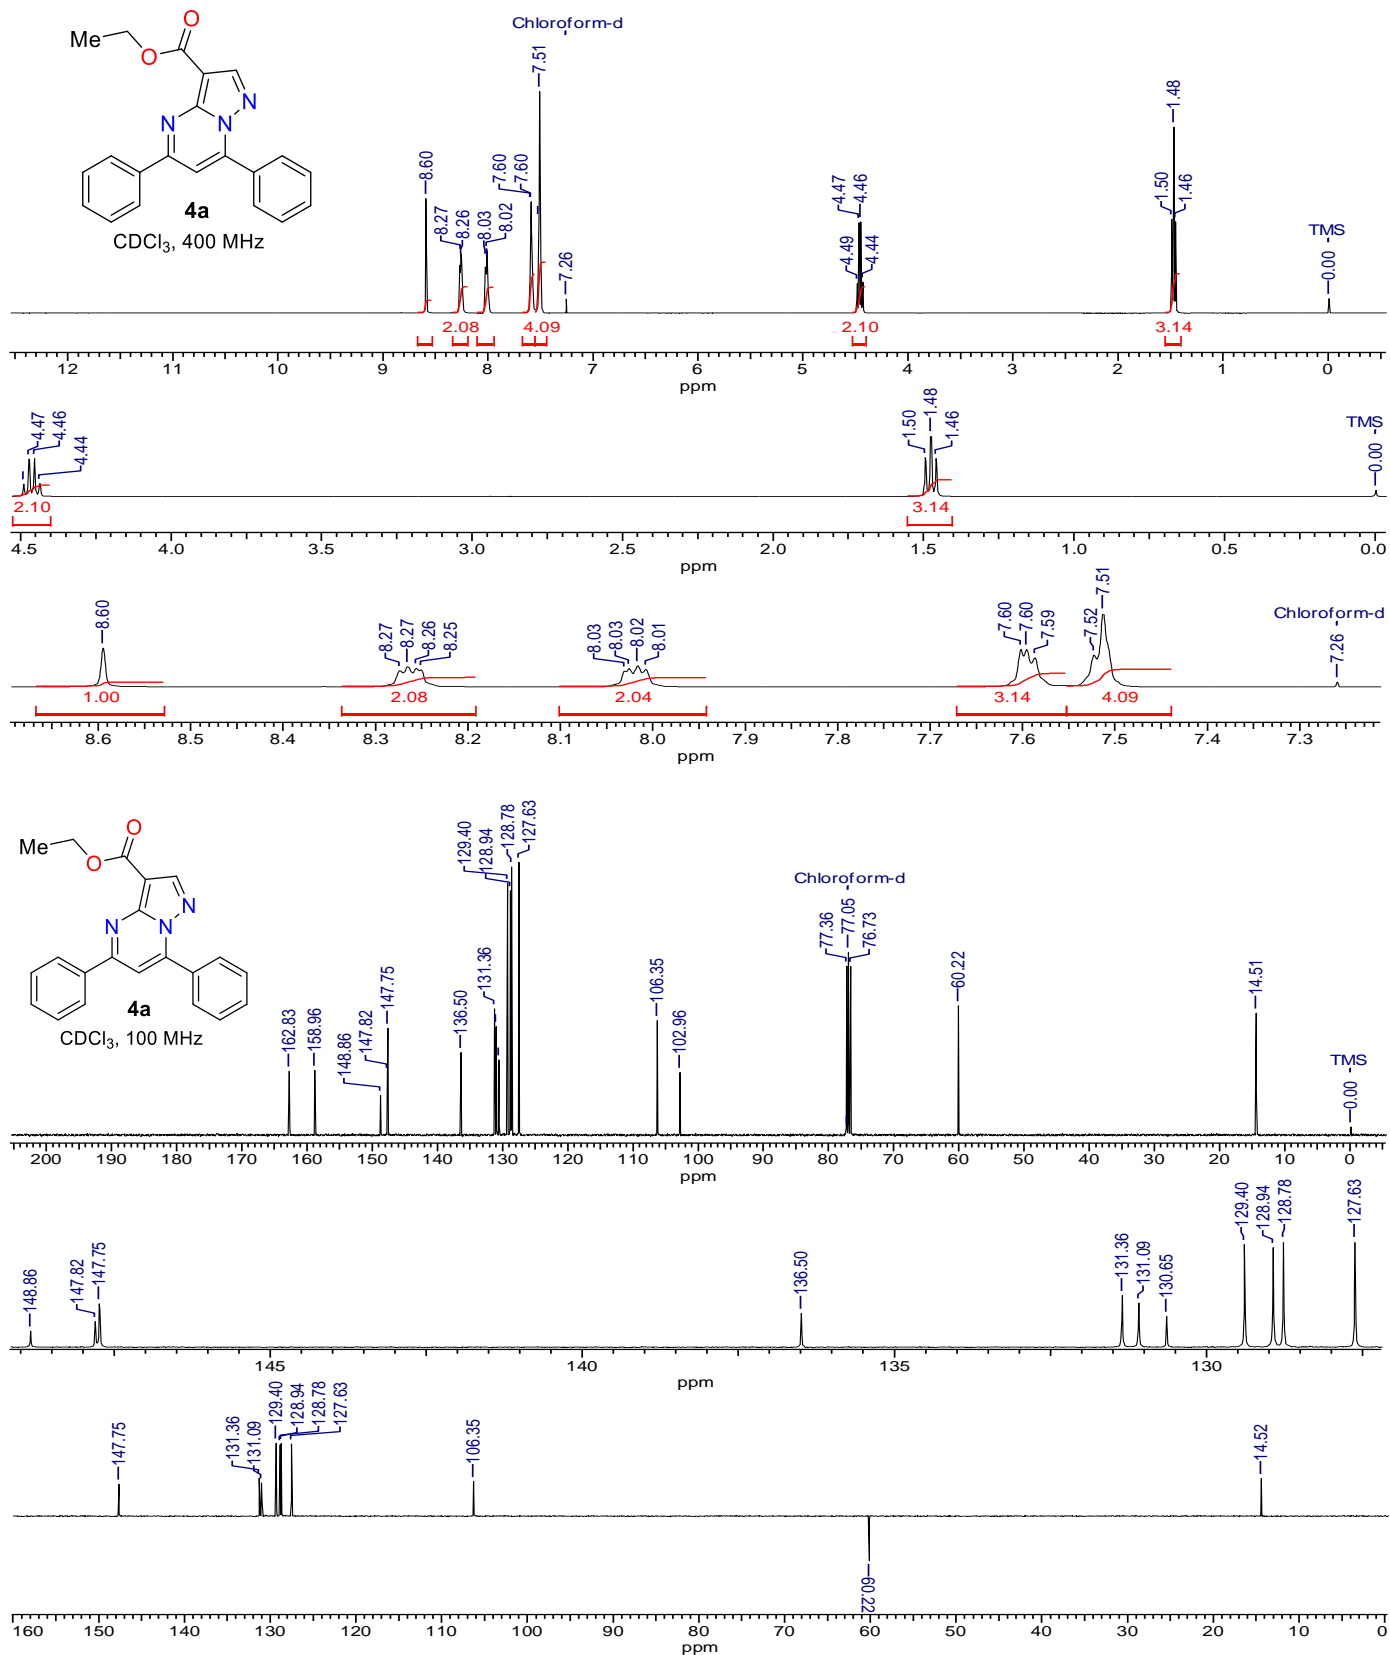 O
Me
O
N
N
N
4a
CDCl3, 400 MHz
Chloroform-d
8.60
8.27
8.26
8.03
8.02
7.60
7.60
7.51
7.26
4.49
4.47
4.46
4.44
1.50
1.48
1.46
TMS
0.00
2.08 4.09 2.10 3.14
12 11 10 9 8 7 6 5 4 3 2 1 0
ppm
4.47
4.46
4.44
1.50
1.48
1.46
TMS
0.00
2.10 3.14
4.5 4.0 3.5 3.0 2.5 2.0 1.5 1.0 0.5 0.0
ppm
8.60
8.27
8.27
8.26
8.25
8.03
8.03
8.02
8.01
7.60
7.60
7.59
7.52
7.51
Chloroform-d
7.26
1.00 2.08 2.04 3.14 4.09
8.6 8.5 8.4 8.3 8.2 8.1 8.0 7.9 7.8 7.7 7.6 7.5 7.4 7.3
ppm
O
Me
O
N
N
N
4a
CDCl3, 100 MHz
162.83
158.96
148.86
147.82
147.75
136.50
131.36
129.40
128.94
128.78
127.63
106.35
102.96
Chloroform-d
77.36
77.05
76.73
60.22
14.51
TMS
0.00
200 190 180 170 160 150 140 130 120 110 100 90 80 70 60 50 40 30 20 10 0
ppm
148.86
147.82
147.75
136.50
131.36
131.09
130.65
129.40
128.94
128.78
127.63
145 140 135 130
ppm
147.75
131.36
131.09
129.40
128.94
128.78
127.63
106.35
60.22
14.52
160 150 140 130 120 110 100 90 80 70 60 50 40 30 20 10 0
ppm